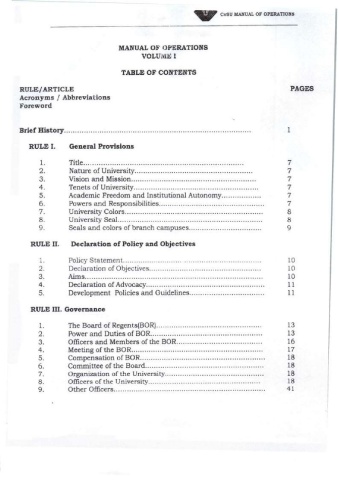 CNSU MANUAL OF OPERATIONS
MANUAL OF OPERATIONS
VOLUME I
TABLE OF CONTENTS
RULE/ARTICLE PAGES
Acronyms / Abbreviations
Foreword
Brief History........ 1
RULE I. General Provisions
1. Title........ 7
2. Nature of University........ 7
3. Vision and Mission........ 7
4. Tenets of University........ 7
5. Academic Freedom and Institutional Autonomy........ 7
6. Powers and Responsibilities........ 7
7. University Colors........ 8
8. University Seal........ 8
9. Seals and colors of branch campuses........ 9
RULE II. Declaration of Policy and Objectives
1. Policy Statement........ 10
2. Declaration of Objectives........ 10
3. Aims........ 10
4. Declaration of Advocacy........ 11
5. Development Policies and Guidelines........ 11
RULE III. Governance
1. The Board of Regents(BOR)........ 13
2. Power and Duties of BOR........ 13
3. Officers and Members of the BOR........ 16
4. Meeting of the BOR........ 17
5. Compensation of BOR........ 18
6. Committee of the Board........ 18
7. Organization of the University........ 18
8. Officers of the University........ 18
9. Other Officers........ 41